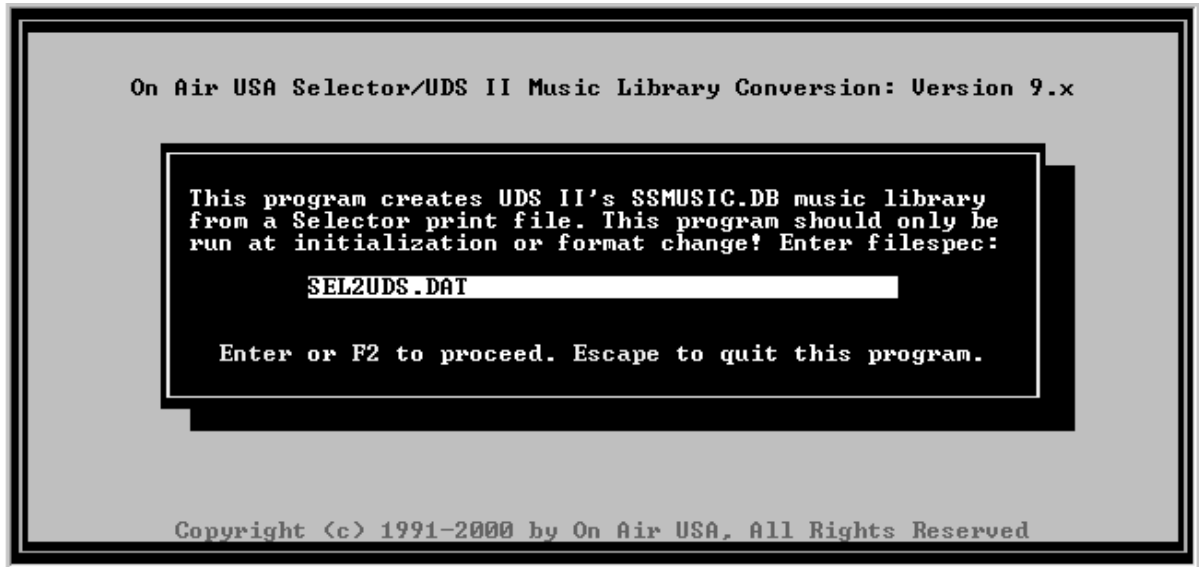 On Air USA Selector/UDS II Music Library Conversion: Version 9.x
This program creates UDS II's SSMUSIC.DB music library
from a Selector print file. This program should only be
run at initialization or format change! Enter filespec:
SEL2UDS.DAT
Enter or F2 to proceed. Escape to quit this program.
Copyright (c) 1991-2000 by On Air USA, All Rights Reserved